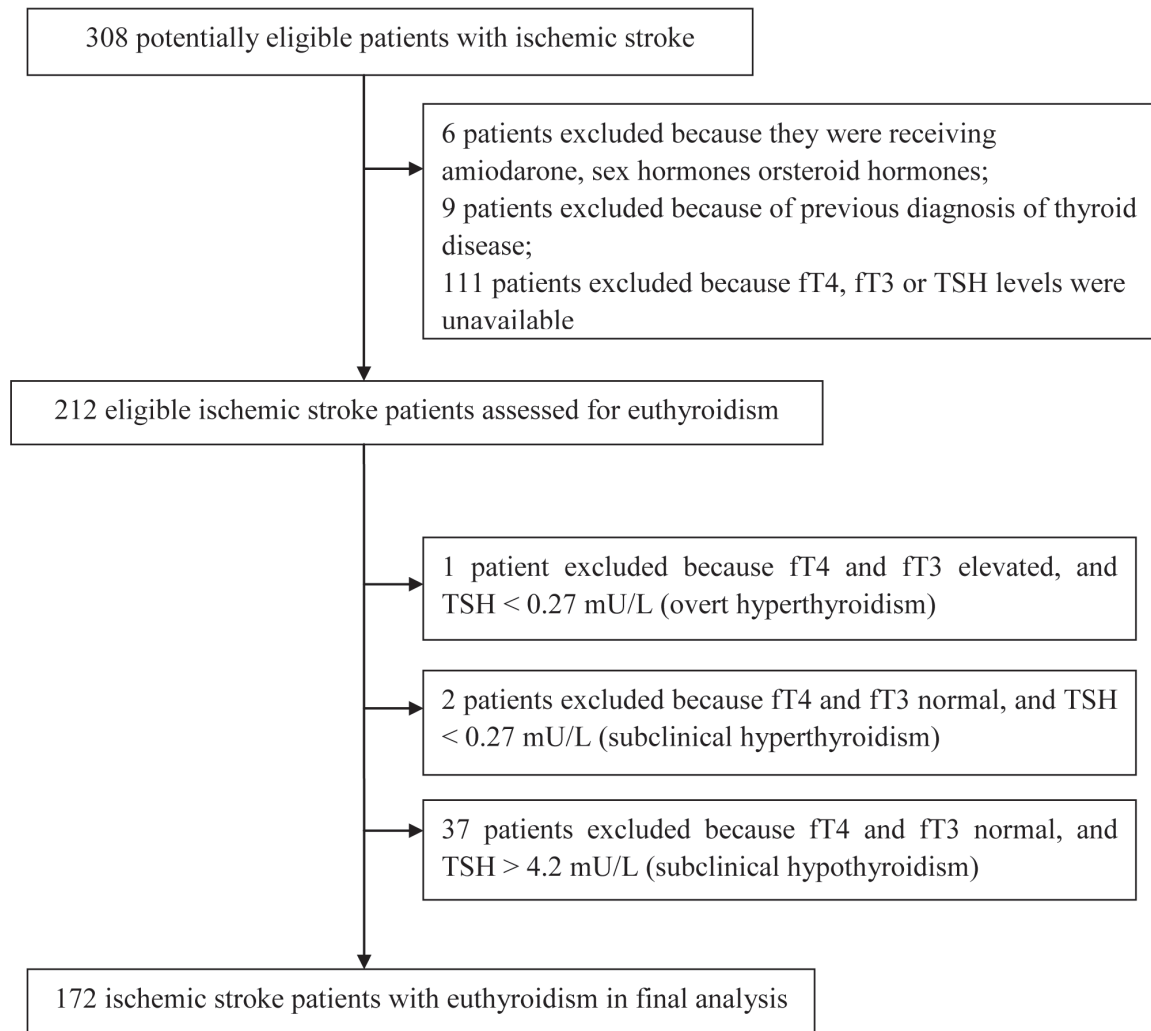 308 potentially eligible patients with ischemic stroke
6 patients excluded because they were receiving
amiodarone, sex hormones orsteroid hormones;
9 patients excluded because of previous diagnosis of thyroid
disease;
111 patients excluded because fT4, fT3 or TSH levels were
unavailable
212 eligible ischemic stroke patients assessed for euthyroidism
1 patient excluded because fT4 and fT3 elevated, and
TSH < 0.27 mU/L (overt hyperthyroidism)
2 patients excluded because fT4 and fT3 normal, and TSH
< 0.27 mU/L (subclinical hyperthyroidism)
37 patients excluded because fT4 and fT3 normal, and
TSH > 4.2 mU/L (subclinical hypothyroidism)
172 ischemic stroke patients with euthyroidism in final analysis